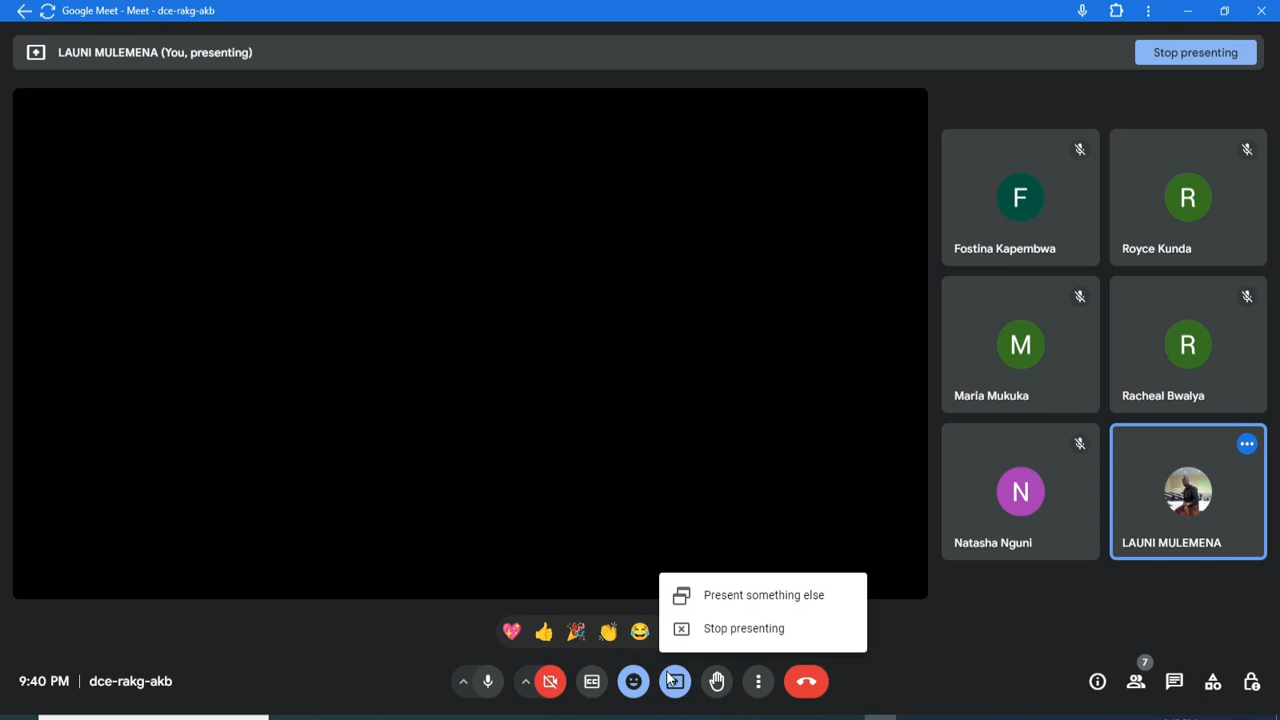 Google Meet - Meet - dce-rakg-akb
LAUNI MULEMENA (You, presenting)
Stop presenting
F
Fostina Kapembwa
R
Royce Kunda
M
Maria Mukuka
R
Racheal Bwalya
N
Natasha Nguni
LAUNI MULEMENA
Present something else
Stop presenting
9:40 PM | dce-rakg-akb
7